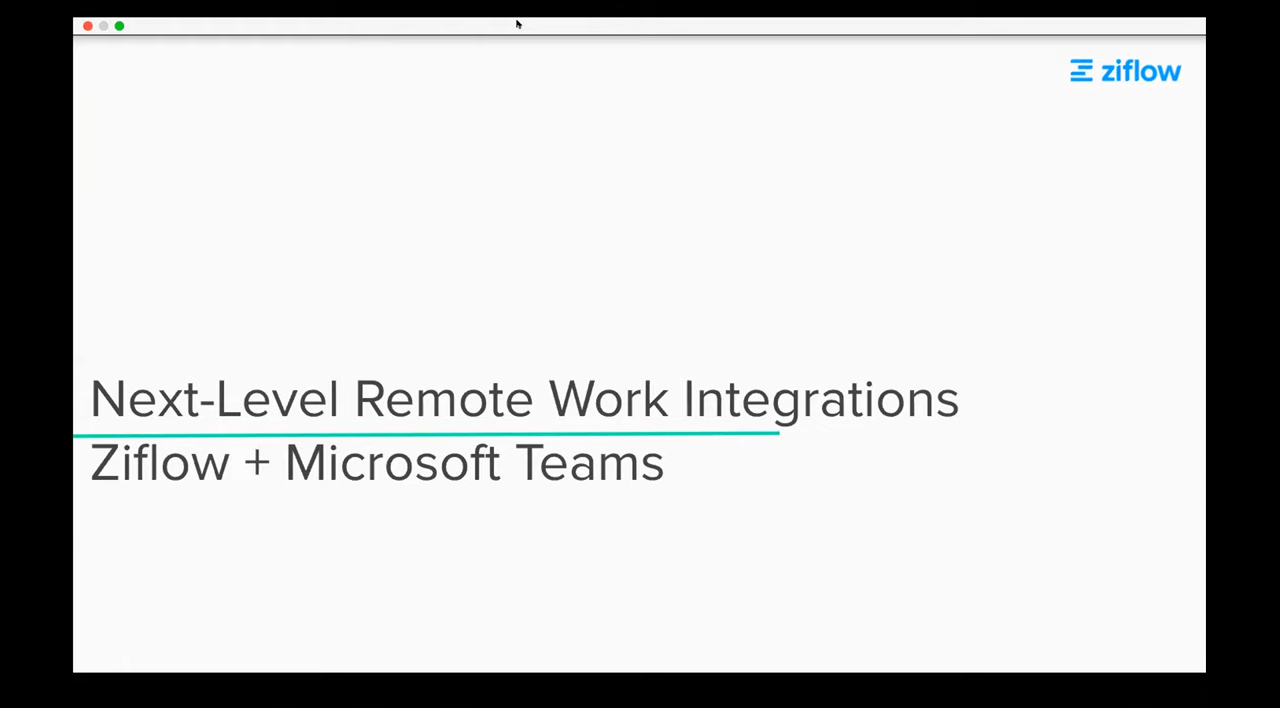 ziflow
Next-Level Remote Work Integrations
Ziflow + Microsoft Teams